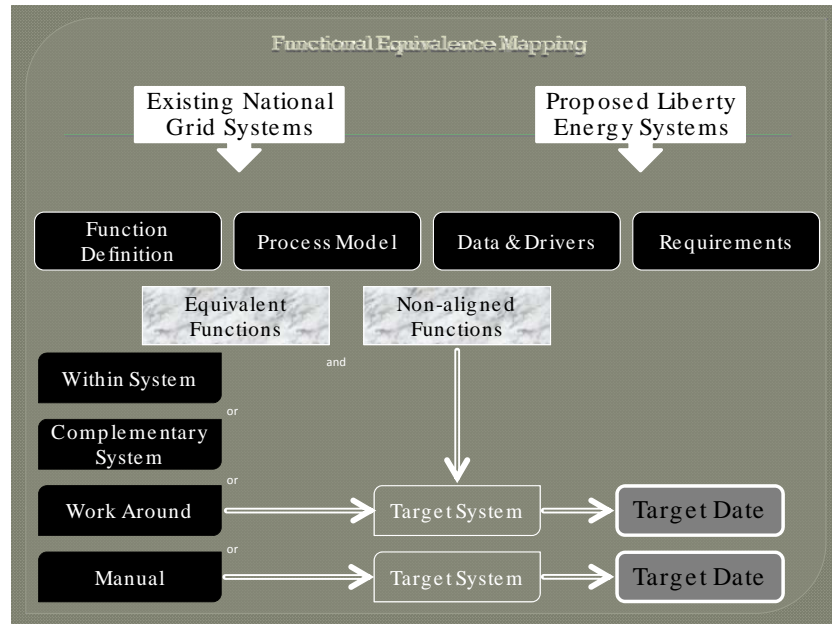 Functional Equivalence Mapping
Existing National
Grid Systems
Proposed Liberty
Energy Systems
Function
Definition
Process Model
Data & Drivers
Requirements
Equivalent
Functions
Non-aligned
Functions
and
Within System
or
Complementary
System
or
Work Around
Target System
Target Date
or
Manual
Target System
Target Date